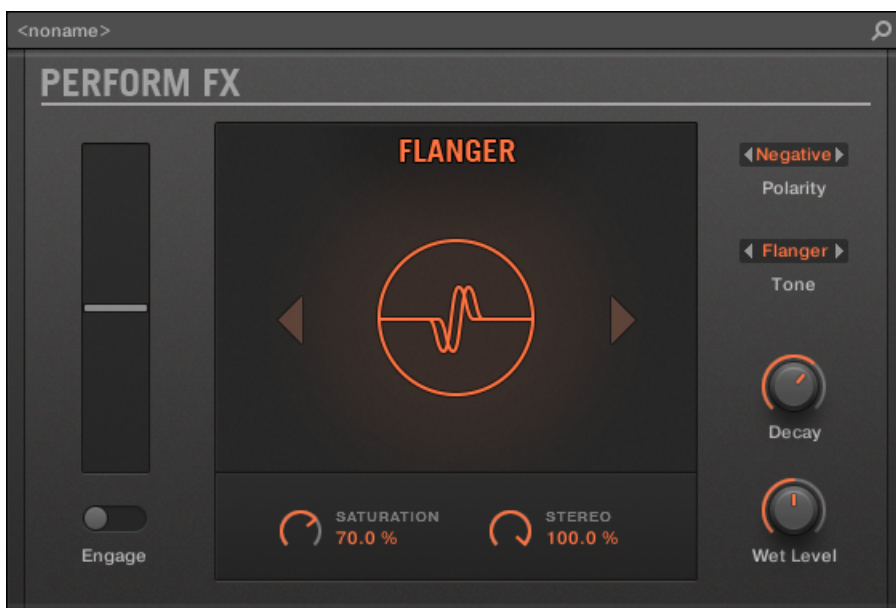 <noname>
PERFORM FX
FLANGER
Negative
Polarity
Flanger
Tone
Decay
SATURATION
70.0 %
STEREO
100.0 %
Engage
Wet Level